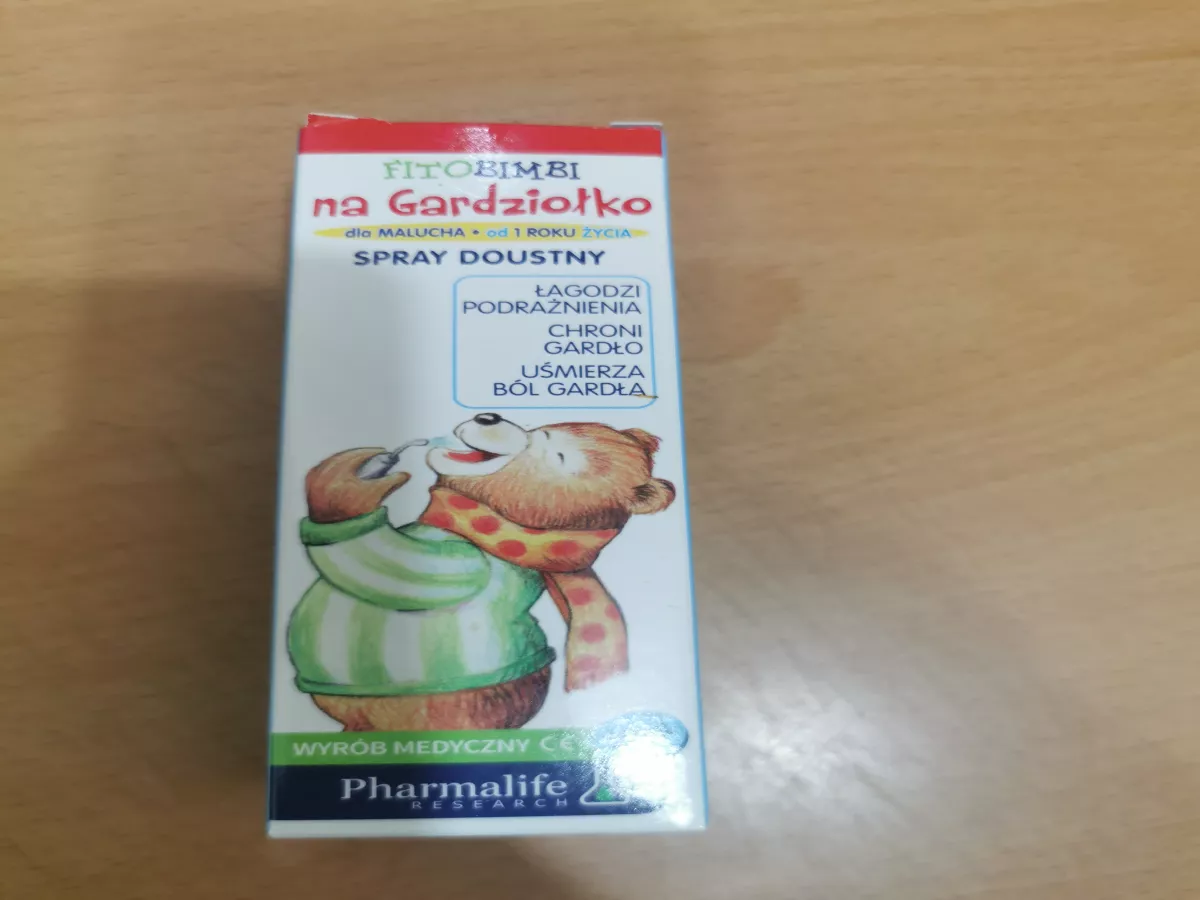 FITOBIMBI
na Gardziołko
dla MALUCHA • od 1 ROKU ŻYCIA
SPRAY DOUSTNY
ŁAGODZI
PODRAŻNIENIA
CHRONI
GARDŁO
UŚMIERZA
BÓL GARDŁA
WYRÓB MEDYCZNY CE
Pharmalife
RESEARCH